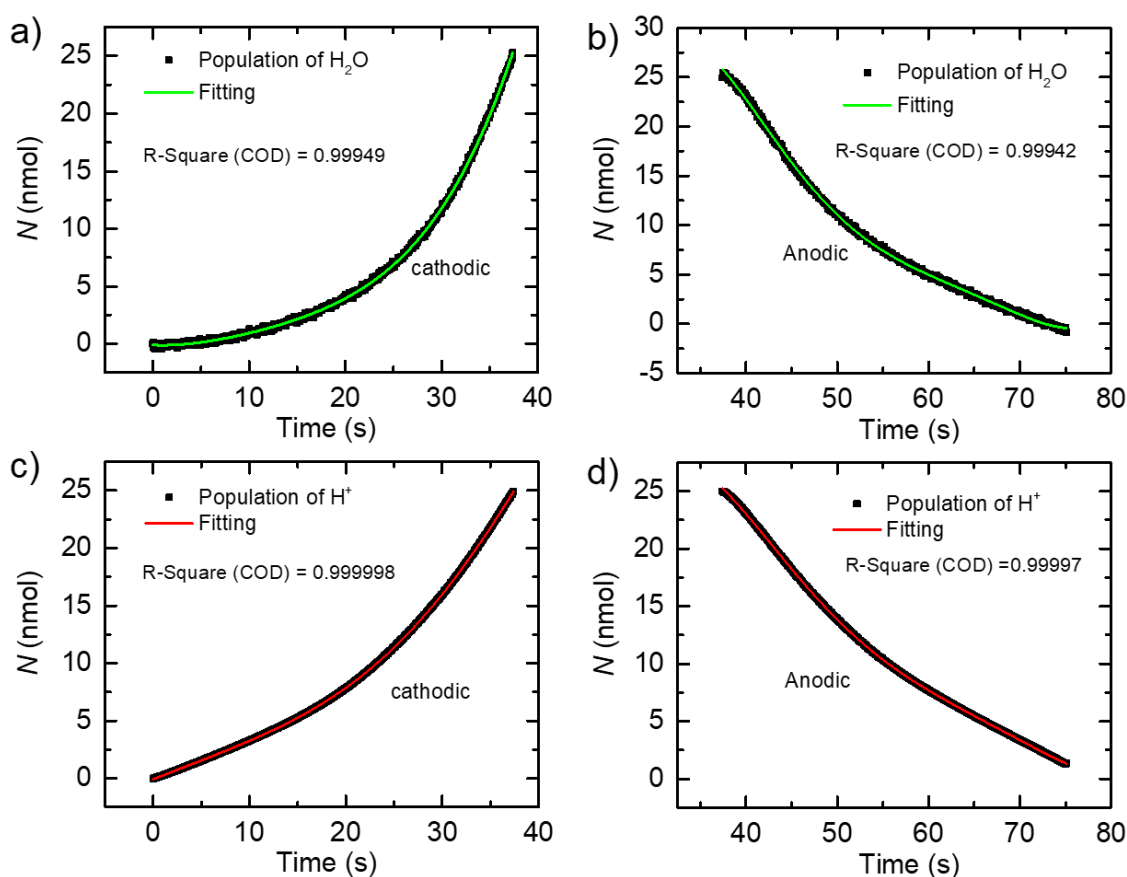 a)
Population of H₂O
Fitting
R-Square (COD) = 0.99949
cathodic
N (nmol)
25
20
15
10
5
0
0 10 20 30 40
Time (s)
b)
Population of H₂O
Fitting
R-Square (COD) = 0.99942
Anodic
N (nmol)
30
25
20
15
10
5
0
-5
40 50 60 70 80
Time (s)
c)
Population of H⁺
Fitting
R-Square (COD) = 0.999998
cathodic
N (nmol)
25
20
15
10
5
0
0 10 20 30 40
Time (s)
d)
Population of H⁺
Fitting
R-Square (COD) =0.99997
Anodic
N (nmol)
25
20
15
10
5
0
40 50 60 70 80
Time (s)